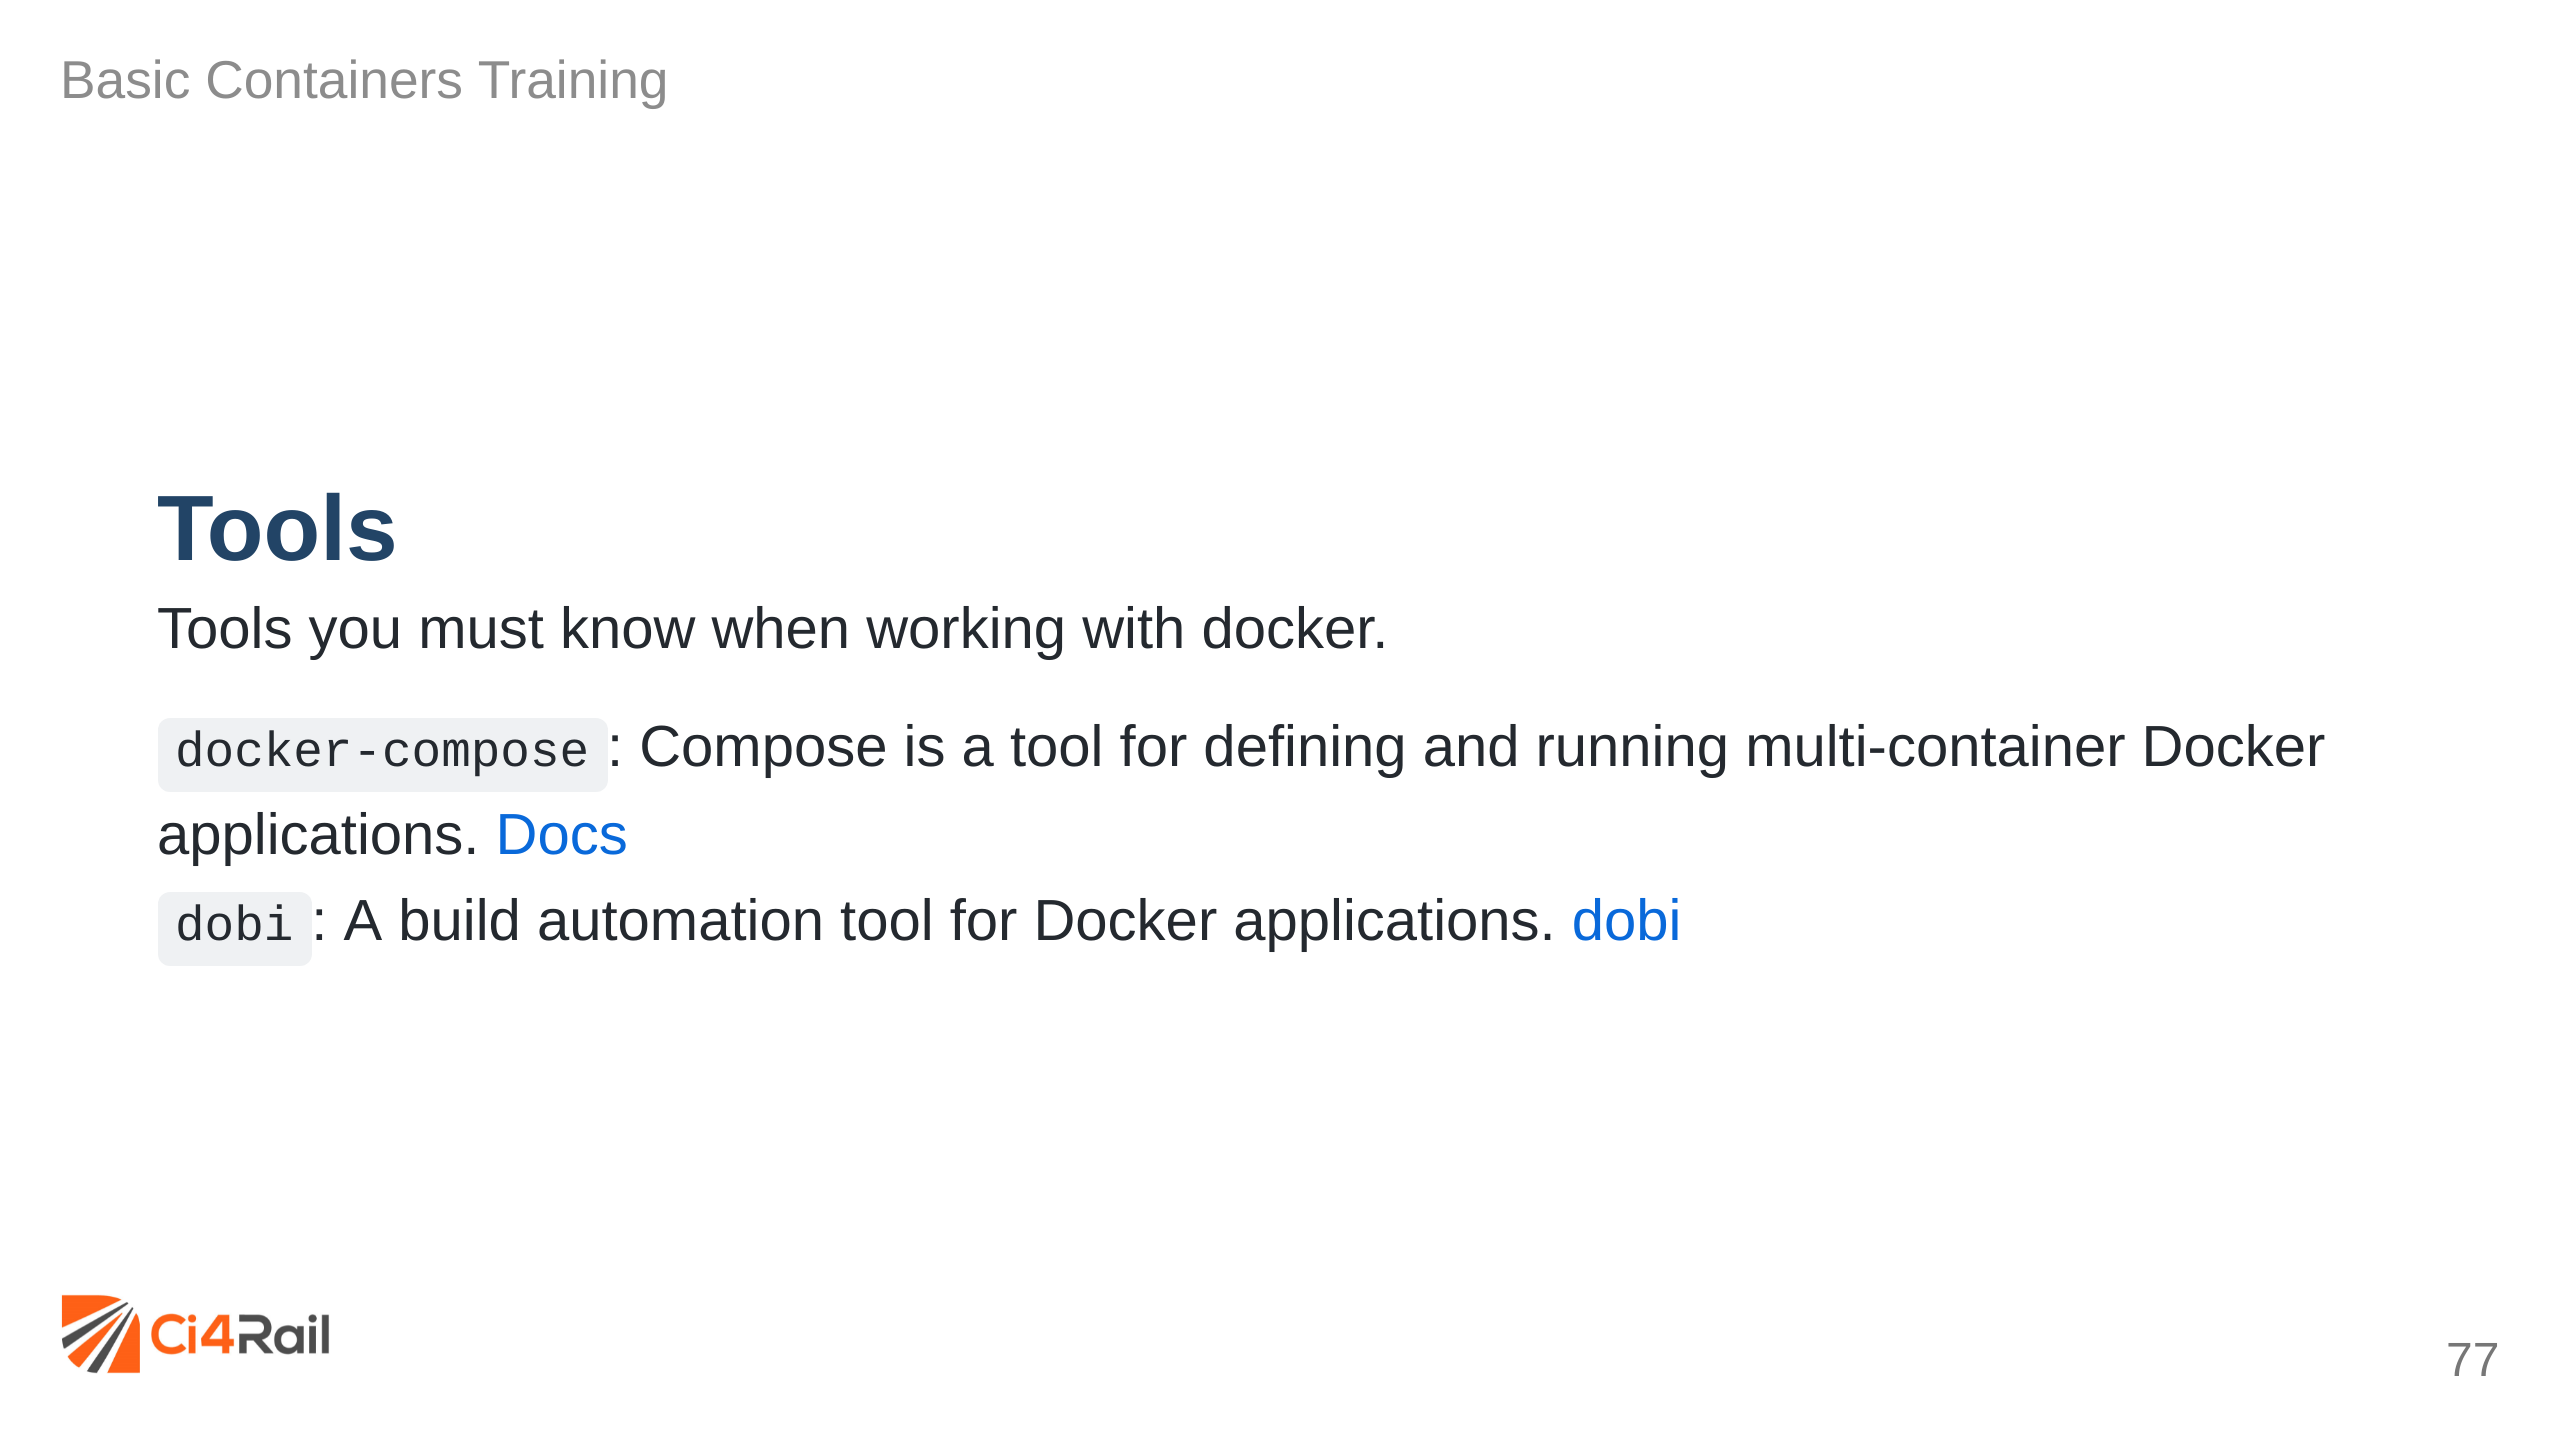 Basic Containers Training
Tools
Tools you must know when working with docker.
docker-compose: Compose is a tool for defining and running multi-container Docker
applications. Docs
dobi: A build automation tool for Docker applications. dobi
Ci4Rail
77